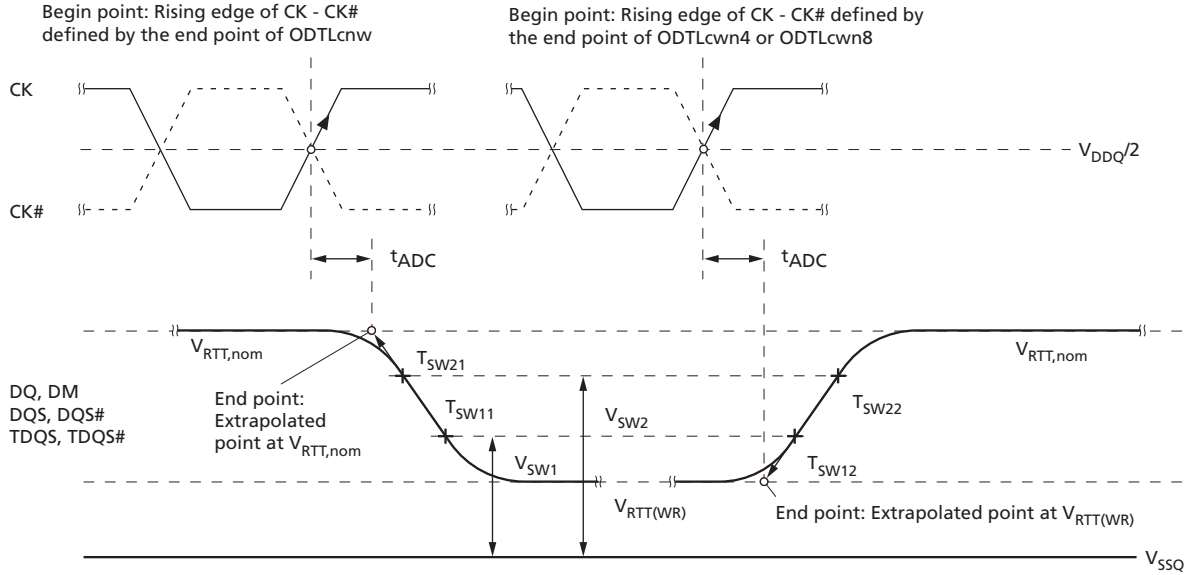 Begin point: Rising edge of CK - CK#
defined by the end point of ODTLcnw
Begin point: Rising edge of CK - CK# defined by
the end point of ODTLcwn4 or ODTLcwn8
CK
VDDQ/2
CK#
tADC
tADC
VRTT,nom
VRTT,nom
TSW21
DQ, DM
DQS, DQS#
TDQS, TDQS#
End point:
Extrapolated
point at VRTT,nom
TSW11
VSW2
TSW22
VSW1
TSW12
VRTT(WR)
End point: Extrapolated point at VRTT(WR)
VSSQ